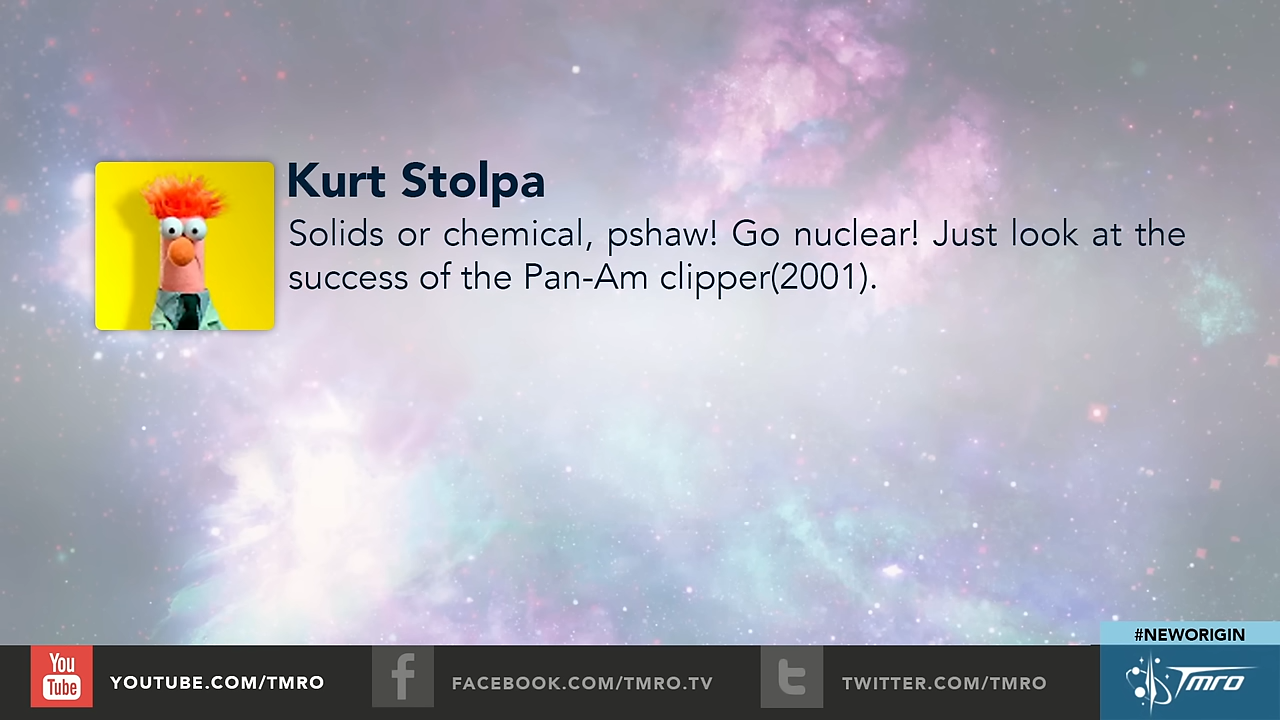 Kurt Stolpa
Solids or chemical, pshaw! Go nuclear! Just look at the
success of the Pan-Am clipper(2001).
#NEWORIGIN
You
Tube
YOUTUBE.COM/TMRO
f
FACEBOOK.COM/TMRO.TV
t
TWITTER.COM/TMRO
Tmro